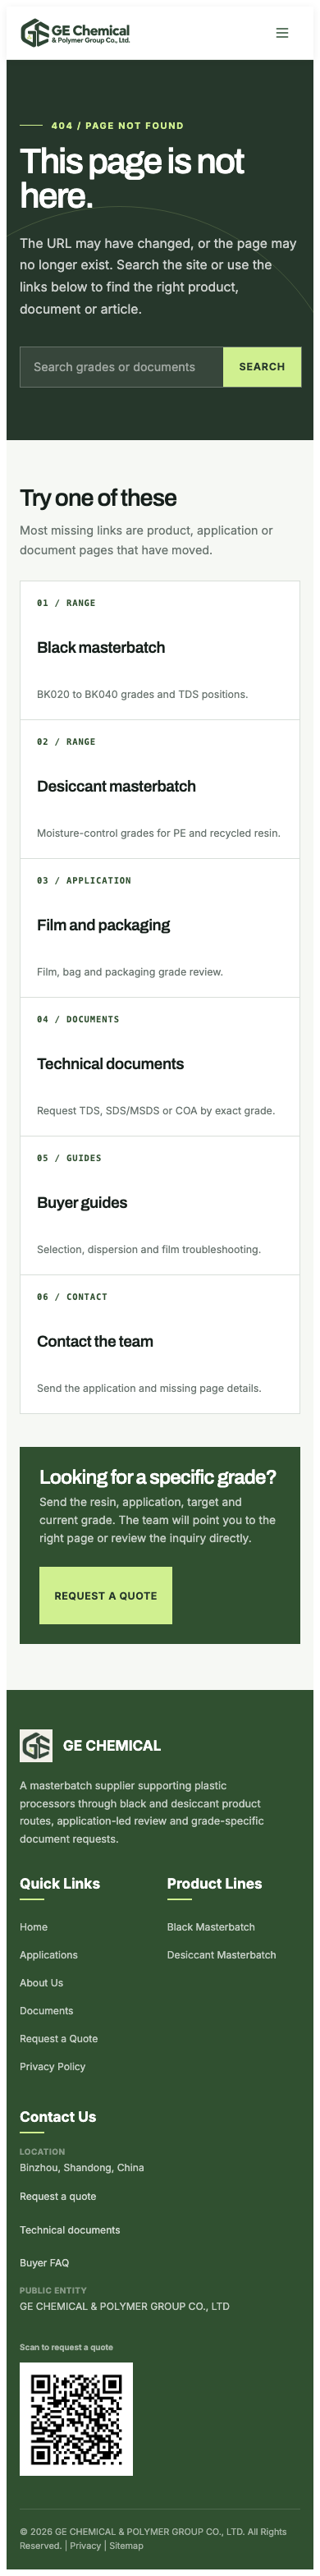 GE Chemical
& Polymer Group Co., Ltd.
404 / PAGE NOT FOUND
This page is not
here.
The URL may have changed, or the page may
no longer exist. Search the site or use the
links below to find the right product,
document or article.
Search grades or documents
SEARCH
Try one of these
Most missing links are product, application or
document pages that have moved.
01 / RANGE
Black masterbatch
BK020 to BK040 grades and TDS positions.
02 / RANGE
Desiccant masterbatch
Moisture-control grades for PE and recycled resin.
03 / APPLICATION
Film and packaging
Film, bag and packaging grade review.
04 / DOCUMENTS
Technical documents
Request TDS, SDS/MSDS or COA by exact grade.
05 / GUIDES
Buyer guides
Selection, dispersion and film troubleshooting.
06 / CONTACT
Contact the team
Send the application and missing page details.
Looking for a specific grade?
Send the resin, application, target and
current grade. The team will point you to the
right page or review the inquiry directly.
REQUEST A QUOTE
GE CHEMICAL
A masterbatch supplier supporting plastic
processors through black and desiccant product
routes, application-led review and grade-specific
document requests.
Quick Links
Home
Applications
About Us
Documents
Request a Quote
Privacy Policy
Product Lines
Black Masterbatch
Desiccant Masterbatch
Contact Us
LOCATION
Binzhou, Shandong, China
Request a quote
Technical documents
Buyer FAQ
PUBLIC ENTITY
GE CHEMICAL & POLYMER GROUP CO., LTD
Scan to request a quote
© 2026 GE CHEMICAL & POLYMER GROUP CO., LTD. All Rights
Reserved. | Privacy | Sitemap